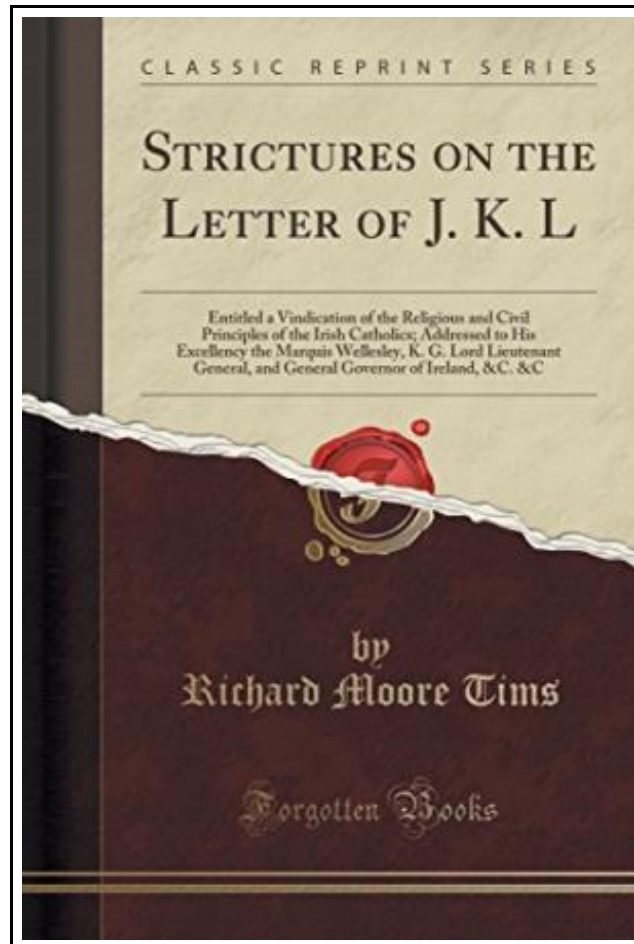 CLASSIC REPRINT SERIES
STRICTURES ON THE
LETTER OF J. K. L
Entitled a Vindication of the Religious and Civil
Principles of the Irish Catholics; Addressed to His
Excellency the Marquis Wellesley, K. G. Lord Lieutenant
General, and General Governor of Ireland, &C. &C
by
Richard Moore Tims
Forgotten Books